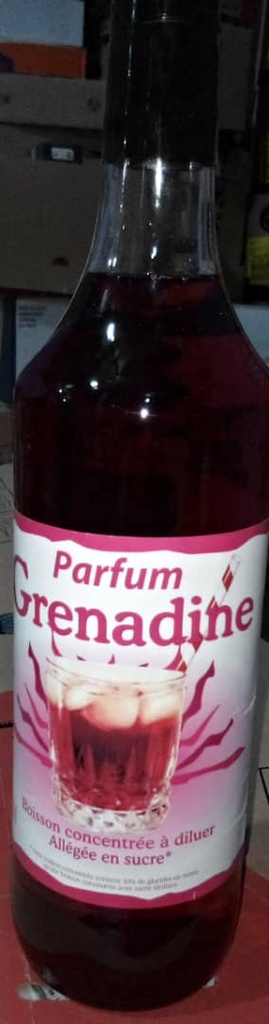 Parfum
Grenadine
Boisson concentrée à diluer
Allégée en sucre*